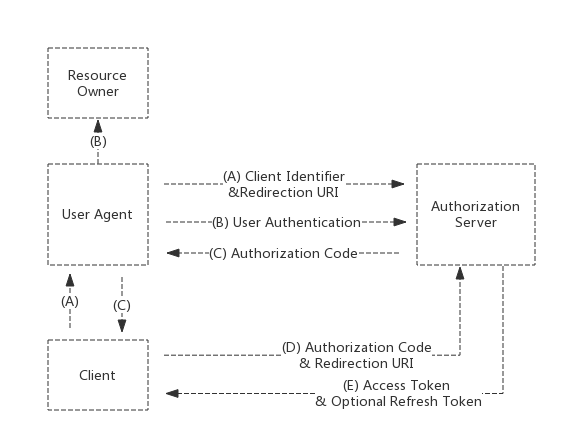 Resource
Owner
(B)
User Agent
(A) Client Identifier
&Redirection URI
(B) User Authentication
(C) Authorization Code
Authorization
Server
(A)
(C)
Client
(D) Authorization Code
& Redirection URI
(E) Access Token
& Optional Refresh Token